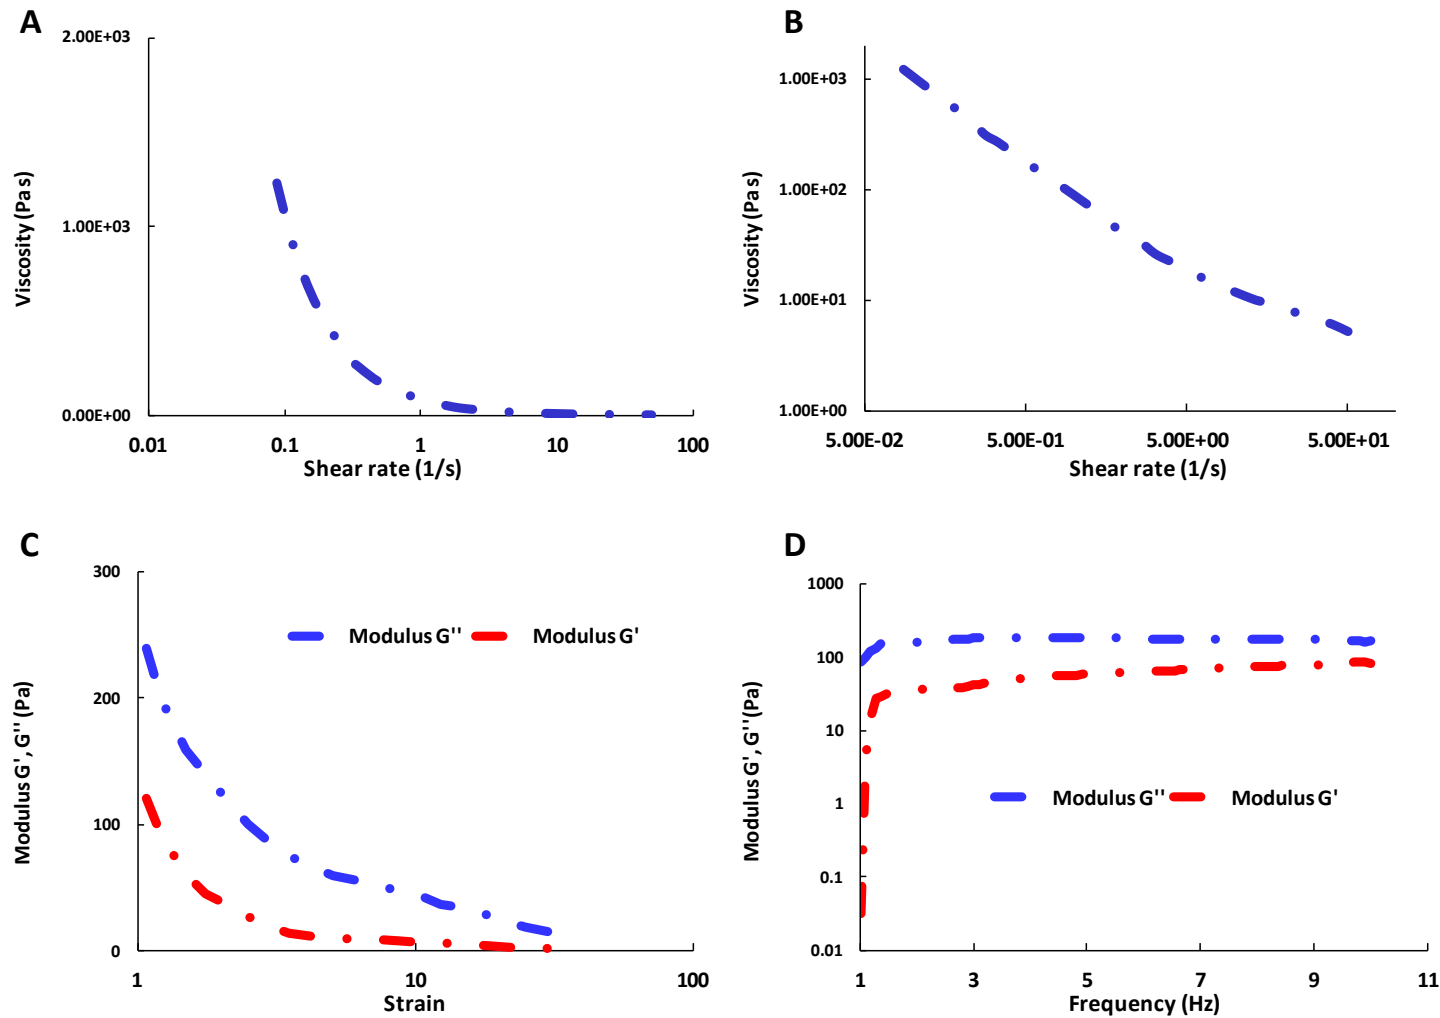 A
2.00E+03
1.00E+03
0.00E+00
Viscosity (Pa s)
0.01 0.1 1 10 100
Shear rate (1/s)
B
1.00E+03
1.00E+02
1.00E+01
1.00E+00
Viscosity (Pa s)
5.00E-02 5.00E-01 5.00E+00 5.00E+01
Shear rate (1/s)
C
300
200
100
0
Modulus G', G'' (Pa)
Modulus G'' Modulus G'
1 10 100
Strain
D
1000
100
10
1
0.1
0.01
Modulus G', G''(Pa)
Modulus G'' Modulus G'
1 3 5 7 9 11
Frequency (Hz)